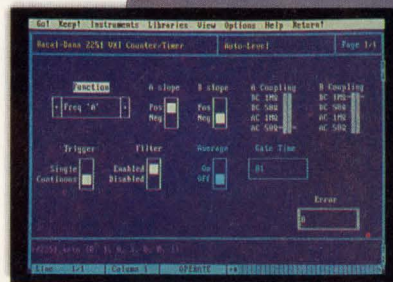 Go! Keep! Instruments Libraries View Options Help Return!
Racal-Dana 2251 VXI Counter/Timer Auto-Level Page 1/1
Function A slope B slope A Coupling B Coupling
Freq 'A'
Pos Pos
Neg Neg
DC 1MΩ DC 1MΩ
DC 50Ω DC 50Ω
AC 1MΩ AC 1MΩ
AC 50Ω AC 50Ω
Trigger Filter Average Gate Time
Single Enabled On .01
Continuous Disabled Off
Error
0
Line 1/1 Column 1 OPERATE